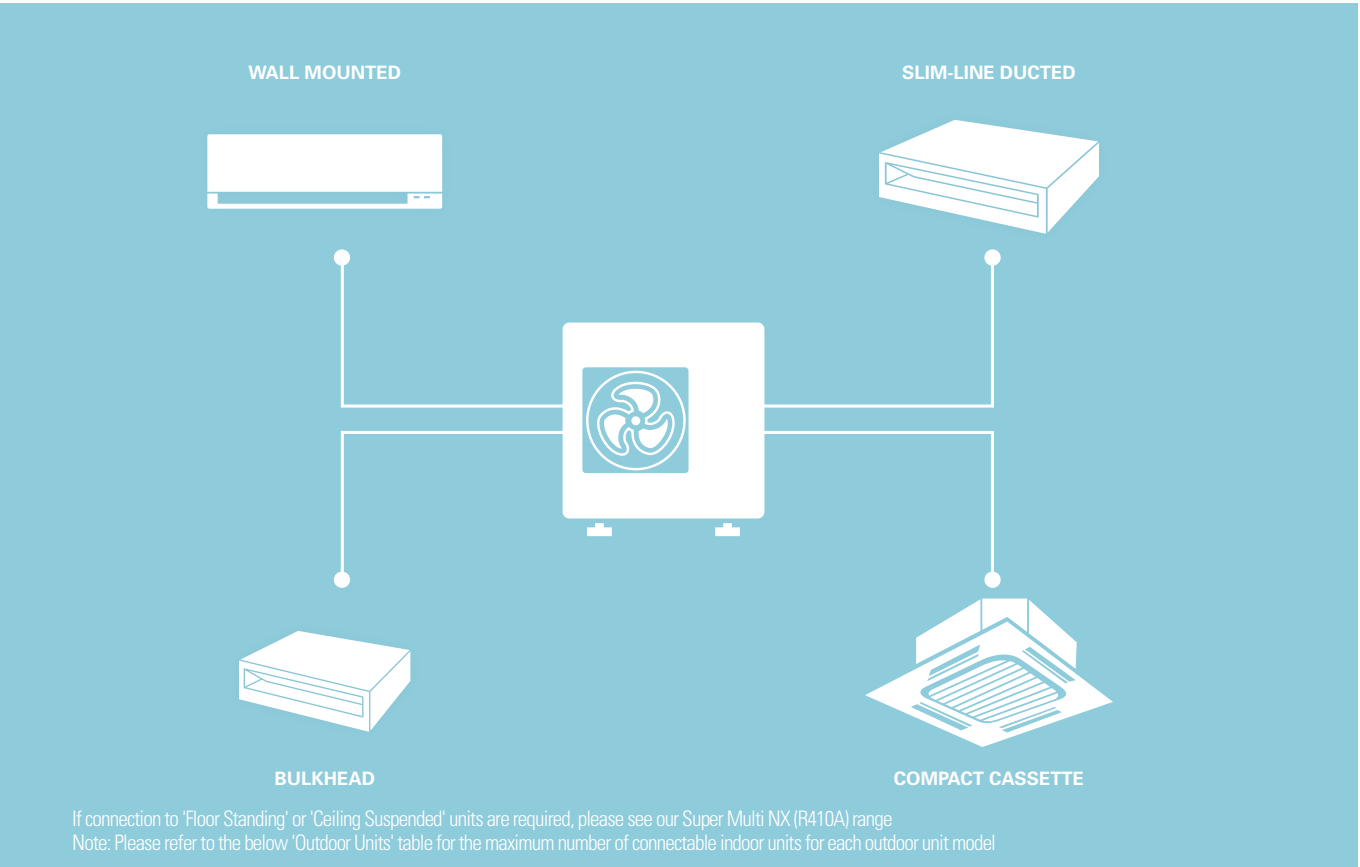 WALL MOUNTED
SLIM-LINE DUCTED
BULKHEAD
COMPACT CASSETTE
If connection to 'Floor Standing' or 'Ceiling Suspended' units are required, please see our Super Multi NX (R410A) range
Note: Please refer to the below 'Outdoor Units' table for the maximum number of connectable indoor units for each outdoor unit model